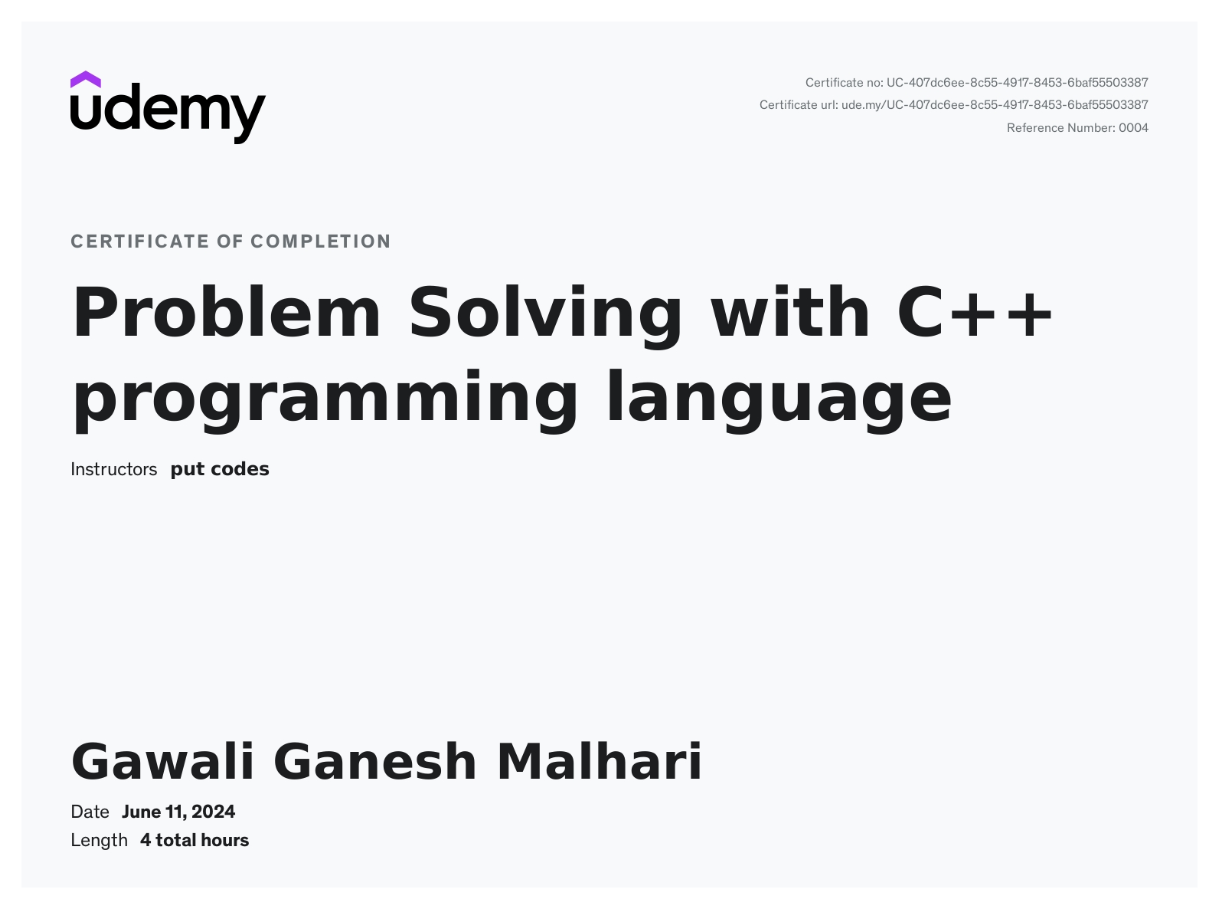 udemy
Certificate no: UC-407dc6ee-8c55-4917-8453-6baf55503387
Certificate url: ude.my/UC-407dc6ee-8c55-4917-8453-6baf55503387
Reference Number: 0004
CERTIFICATE OF COMPLETION
Problem Solving with C++
programming language
Instructors put codes
Gawali Ganesh Malhari
Date June 11, 2024
Length 4 total hours